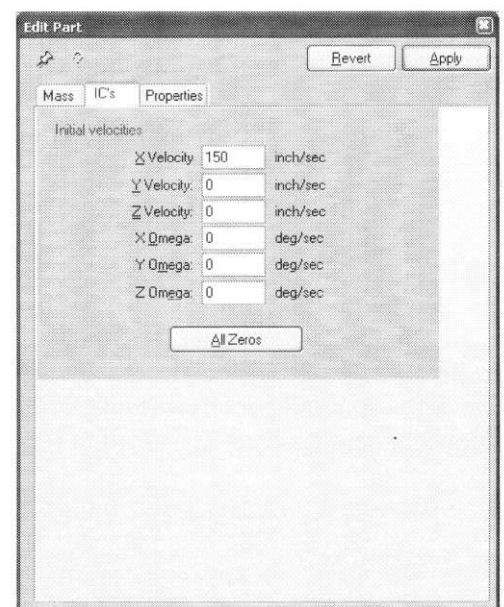 Edit Part
Revert Apply
Mass IC's Properties
Initial velocities
X Velocity 150 inch/sec
Y Velocity: 0 inch/sec
Z Velocity: 0 inch/sec
X Omega: 0 deg/sec
Y Omega: 0 deg/sec
Z Omega: 0 deg/sec
All Zeros